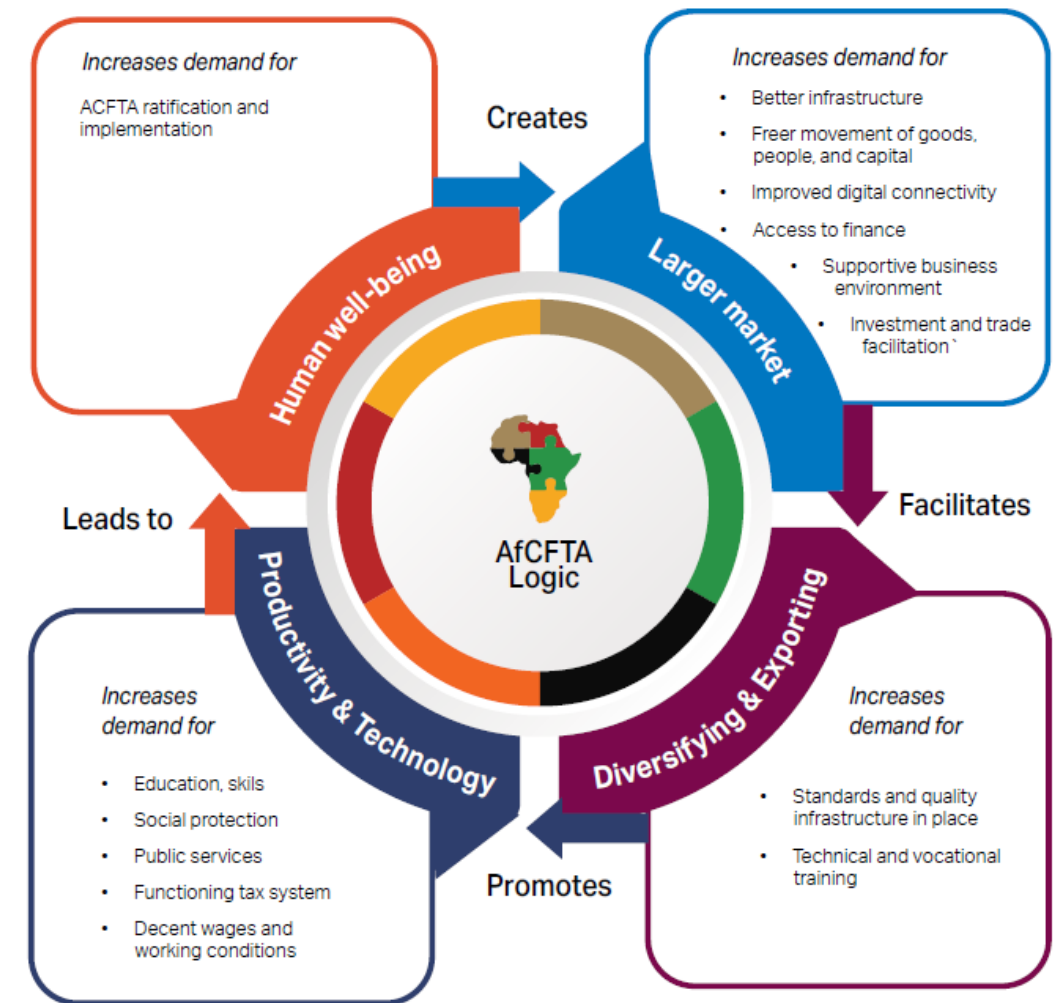 Increases demand for
ACFTA ratification and
implementation
Creates
Increases demand for
• Better infrastructure
• Freer movement of goods,
people, and capital
• Improved digital connectivity
• Access to finance
• Supportive business
environment
• Investment and trade
facilitation`
Human well-being
Larger market
AfCFTA
Logic
Leads to
Facilitates
Productivity & Technology
Diversifying & Exporting
Increases
demand for
• Education, skils
• Social protection
• Public services
• Functioning tax system
• Decent wages and
working conditions
Promotes
Increases
demand for
• Standards and quality
infrastructure in place
• Technical and vocational
training